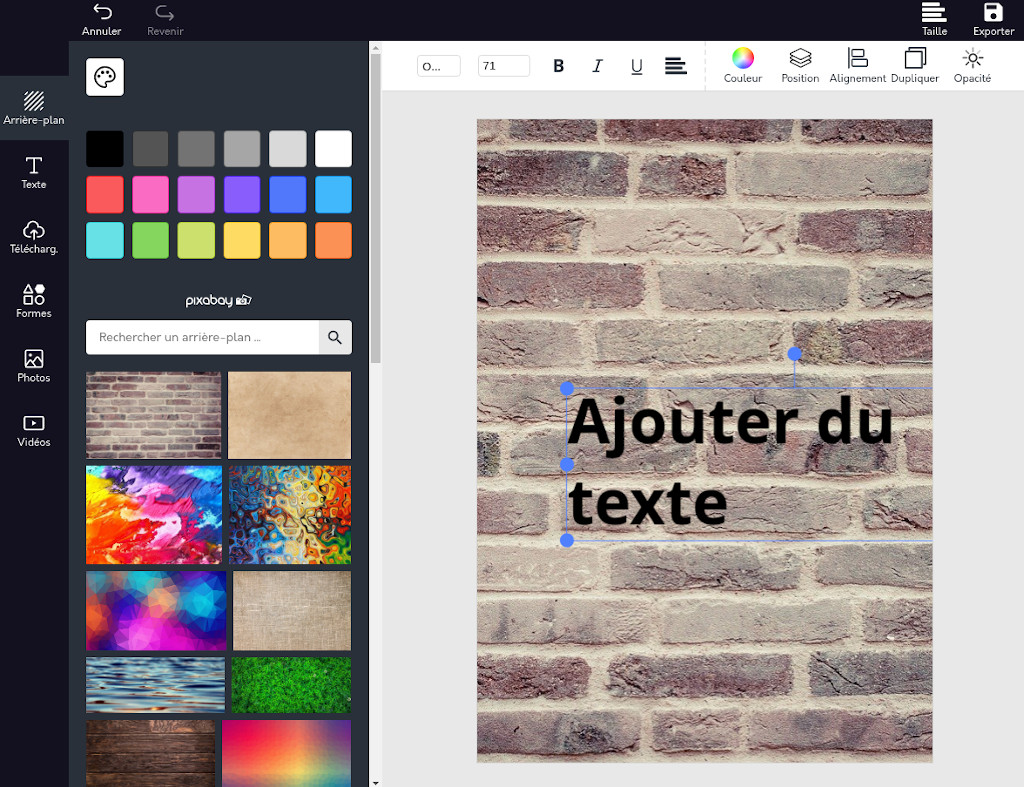 Annuler
Revenir
Taille
Exporter
Arrière-plan
Texte
Télécharg.
Formes
Photos
Vidéos
pixabay
Rechercher un arrière-plan ...
O...
71
B
I
U
Couleur
Position
Alignement
Dupliquer
Opacité
Ajouter du
texte